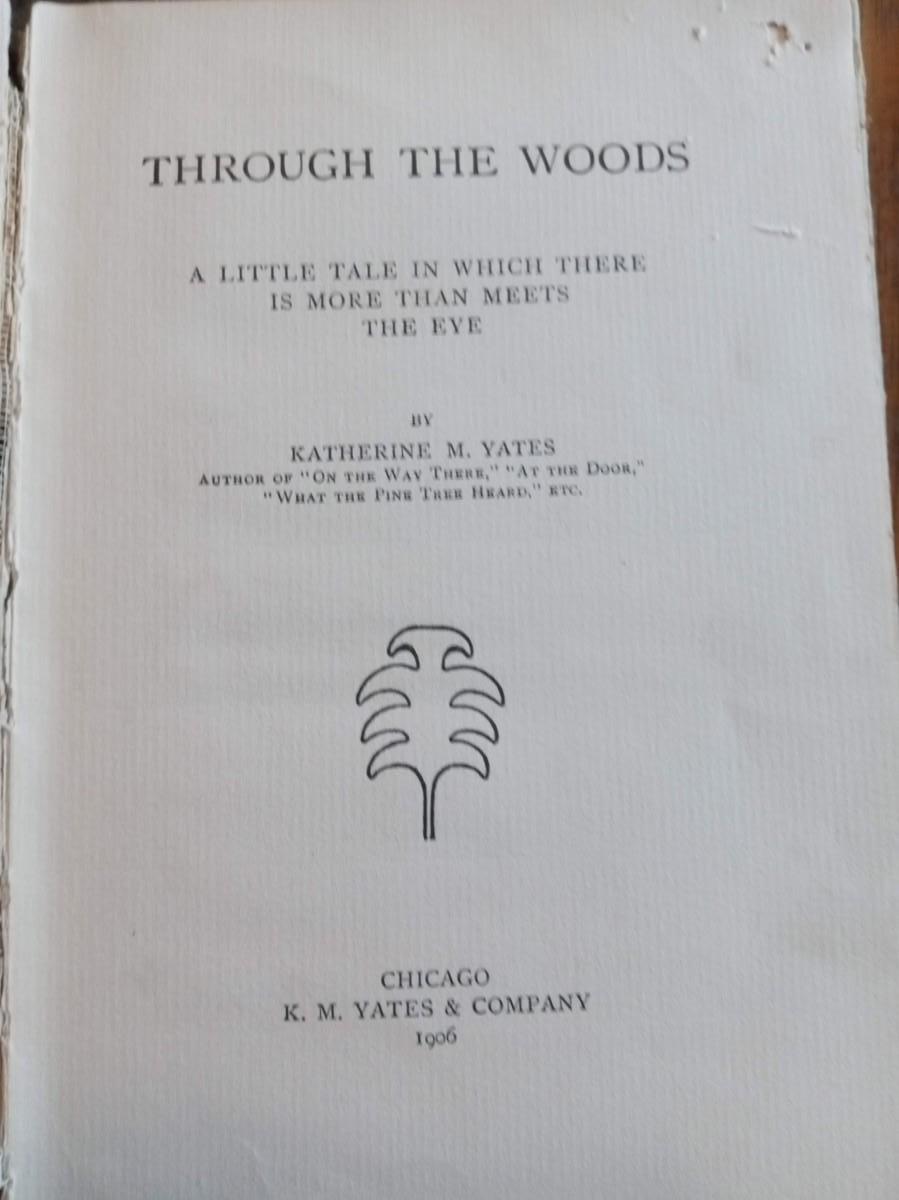 THROUGH THE WOODS
A LITTLE TALE IN WHICH THERE
IS MORE THAN MEETS
THE EYE
BY
KATHERINE M. YATES
AUTHOR OF "ON THE WAY THERE," "AT THE DOOR,"
"WHAT THE PINE TREE HEARD," ETC.
CHICAGO
K. M. YATES & COMPANY
1906